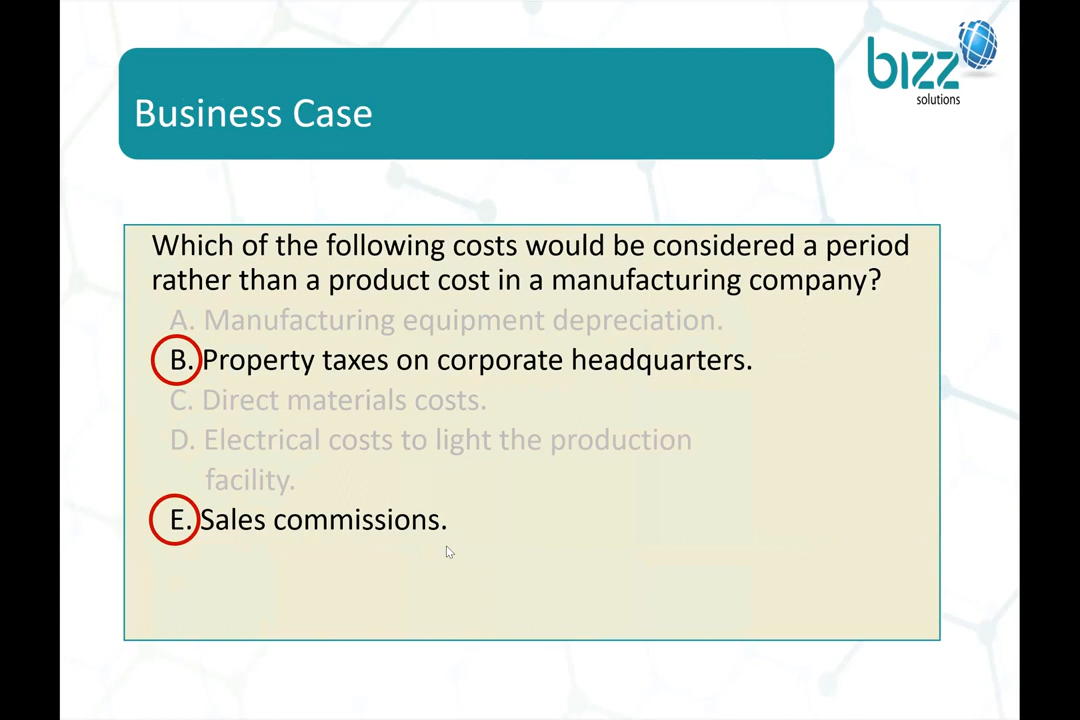 bizz
solutions
Business Case
Which of the following costs would be considered a period
rather than a product cost in a manufacturing company?
A. Manufacturing equipment depreciation.
B. Property taxes on corporate headquarters.
C. Direct materials costs.
D. Electrical costs to light the production
facility.
E. Sales commissions.